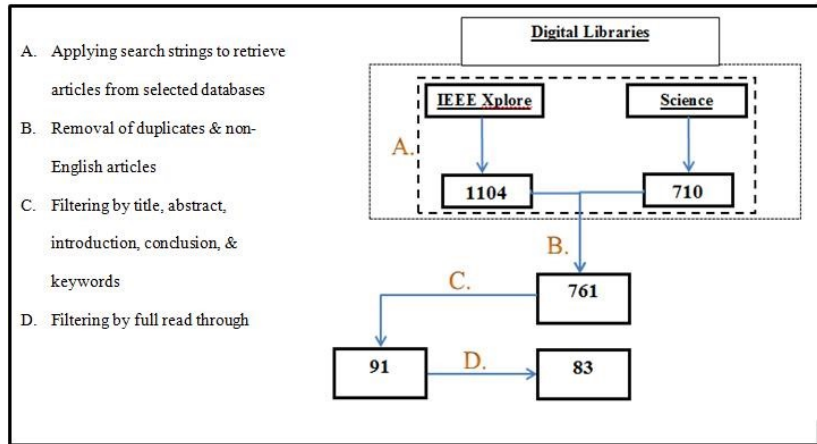 A. Applying search strings to retrieve
articles from selected databases
B. Removal of duplicates & non-
English articles
C. Filtering by title, abstract,
introduction, conclusion, &
keywords
D. Filtering by full read through
Digital Libraries
IEEE Xplore
Science
A.
1104
710
B.
761
C.
91
D.
83